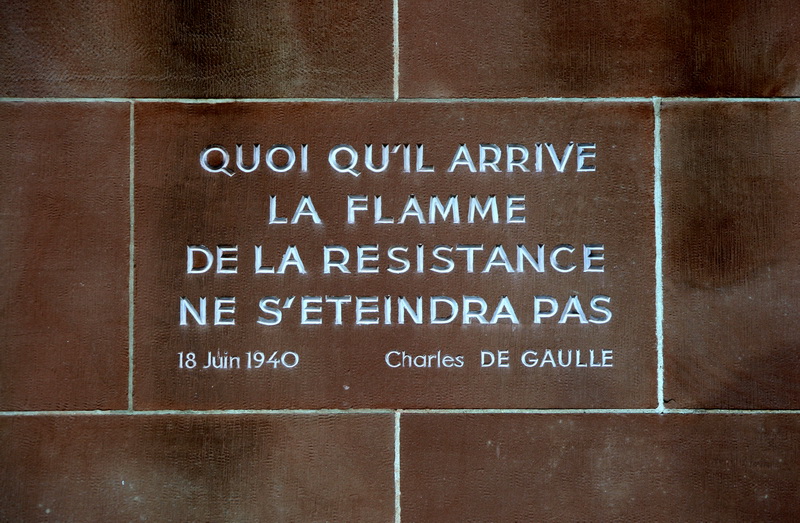 QUOI QU'IL ARRIVE
LA FLAMME
DE LA RESISTANCE
NE S'ETEINDRA PAS
18 Juin 1940 Charles DE GAULLE